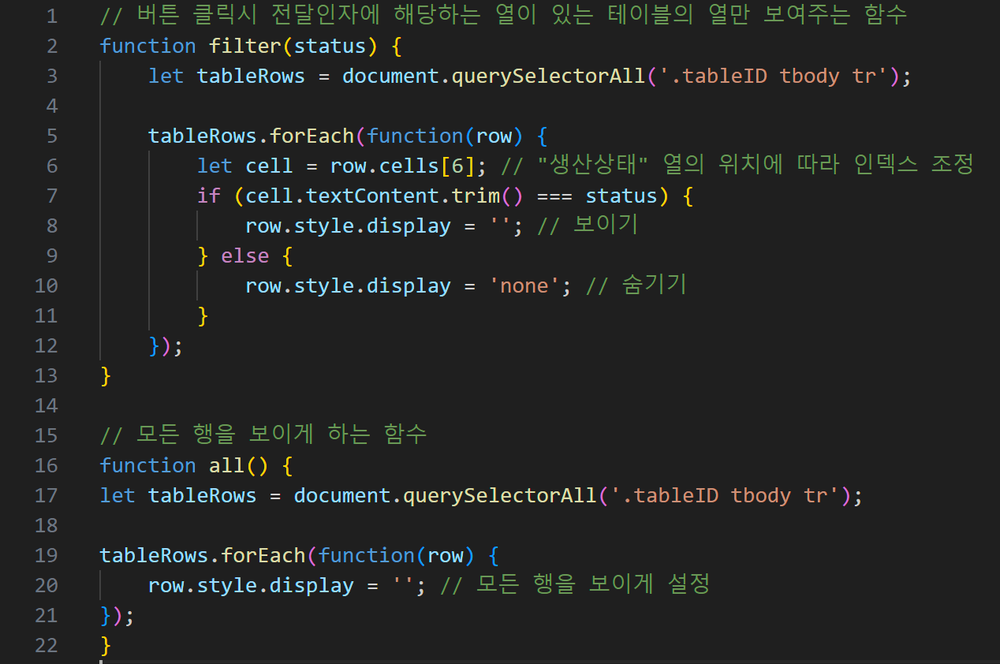 1 // 버튼 클릭시 전달인자에 해당하는 열이 있는 테이블의 열만 보여주는 함수
2 function filter(status) {
3     let tableRows = document.querySelectorAll('.tableID tbody tr');
4
5     tableRows.forEach(function(row) {
6         let cell = row.cells[6]; // "생산상태" 열의 위치에 따라 인덱스 조정
7         if (cell.textContent.trim() === status) {
8             row.style.display = ''; // 보이기
9         } else {
10             row.style.display = 'none'; // 숨기기
11         }
12     });
13 }
14
15 // 모든 행을 보이게 하는 함수
16 function all() {
17 let tableRows = document.querySelectorAll('.tableID tbody tr');
18
19 tableRows.forEach(function(row) {
20     row.style.display = ''; // 모든 행을 보이게 설정
21 });
22 }